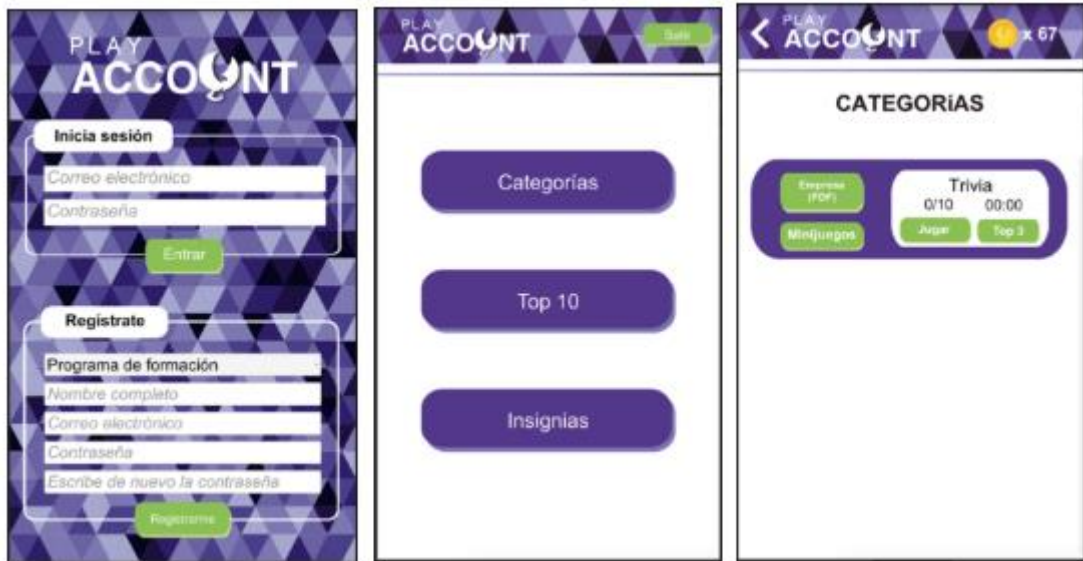 PLAY
ACCOUNT
Inicia sesión
Correo electrónico
Contraseña
Entrar
Regístrate
Programa de formación
Nombre completo
Correo electrónico
Contraseña
Escribe de nuevo la contraseña
Registrarme
PLAY
ACCOUNT
Salir
Categorías
Top 10
Insignias
PLAY
ACCOUNT
x 67
CATEGORíAS
Empresa
(PDF)
Minijuegos
Trivia
0/10 00:00
Jugar Top 3